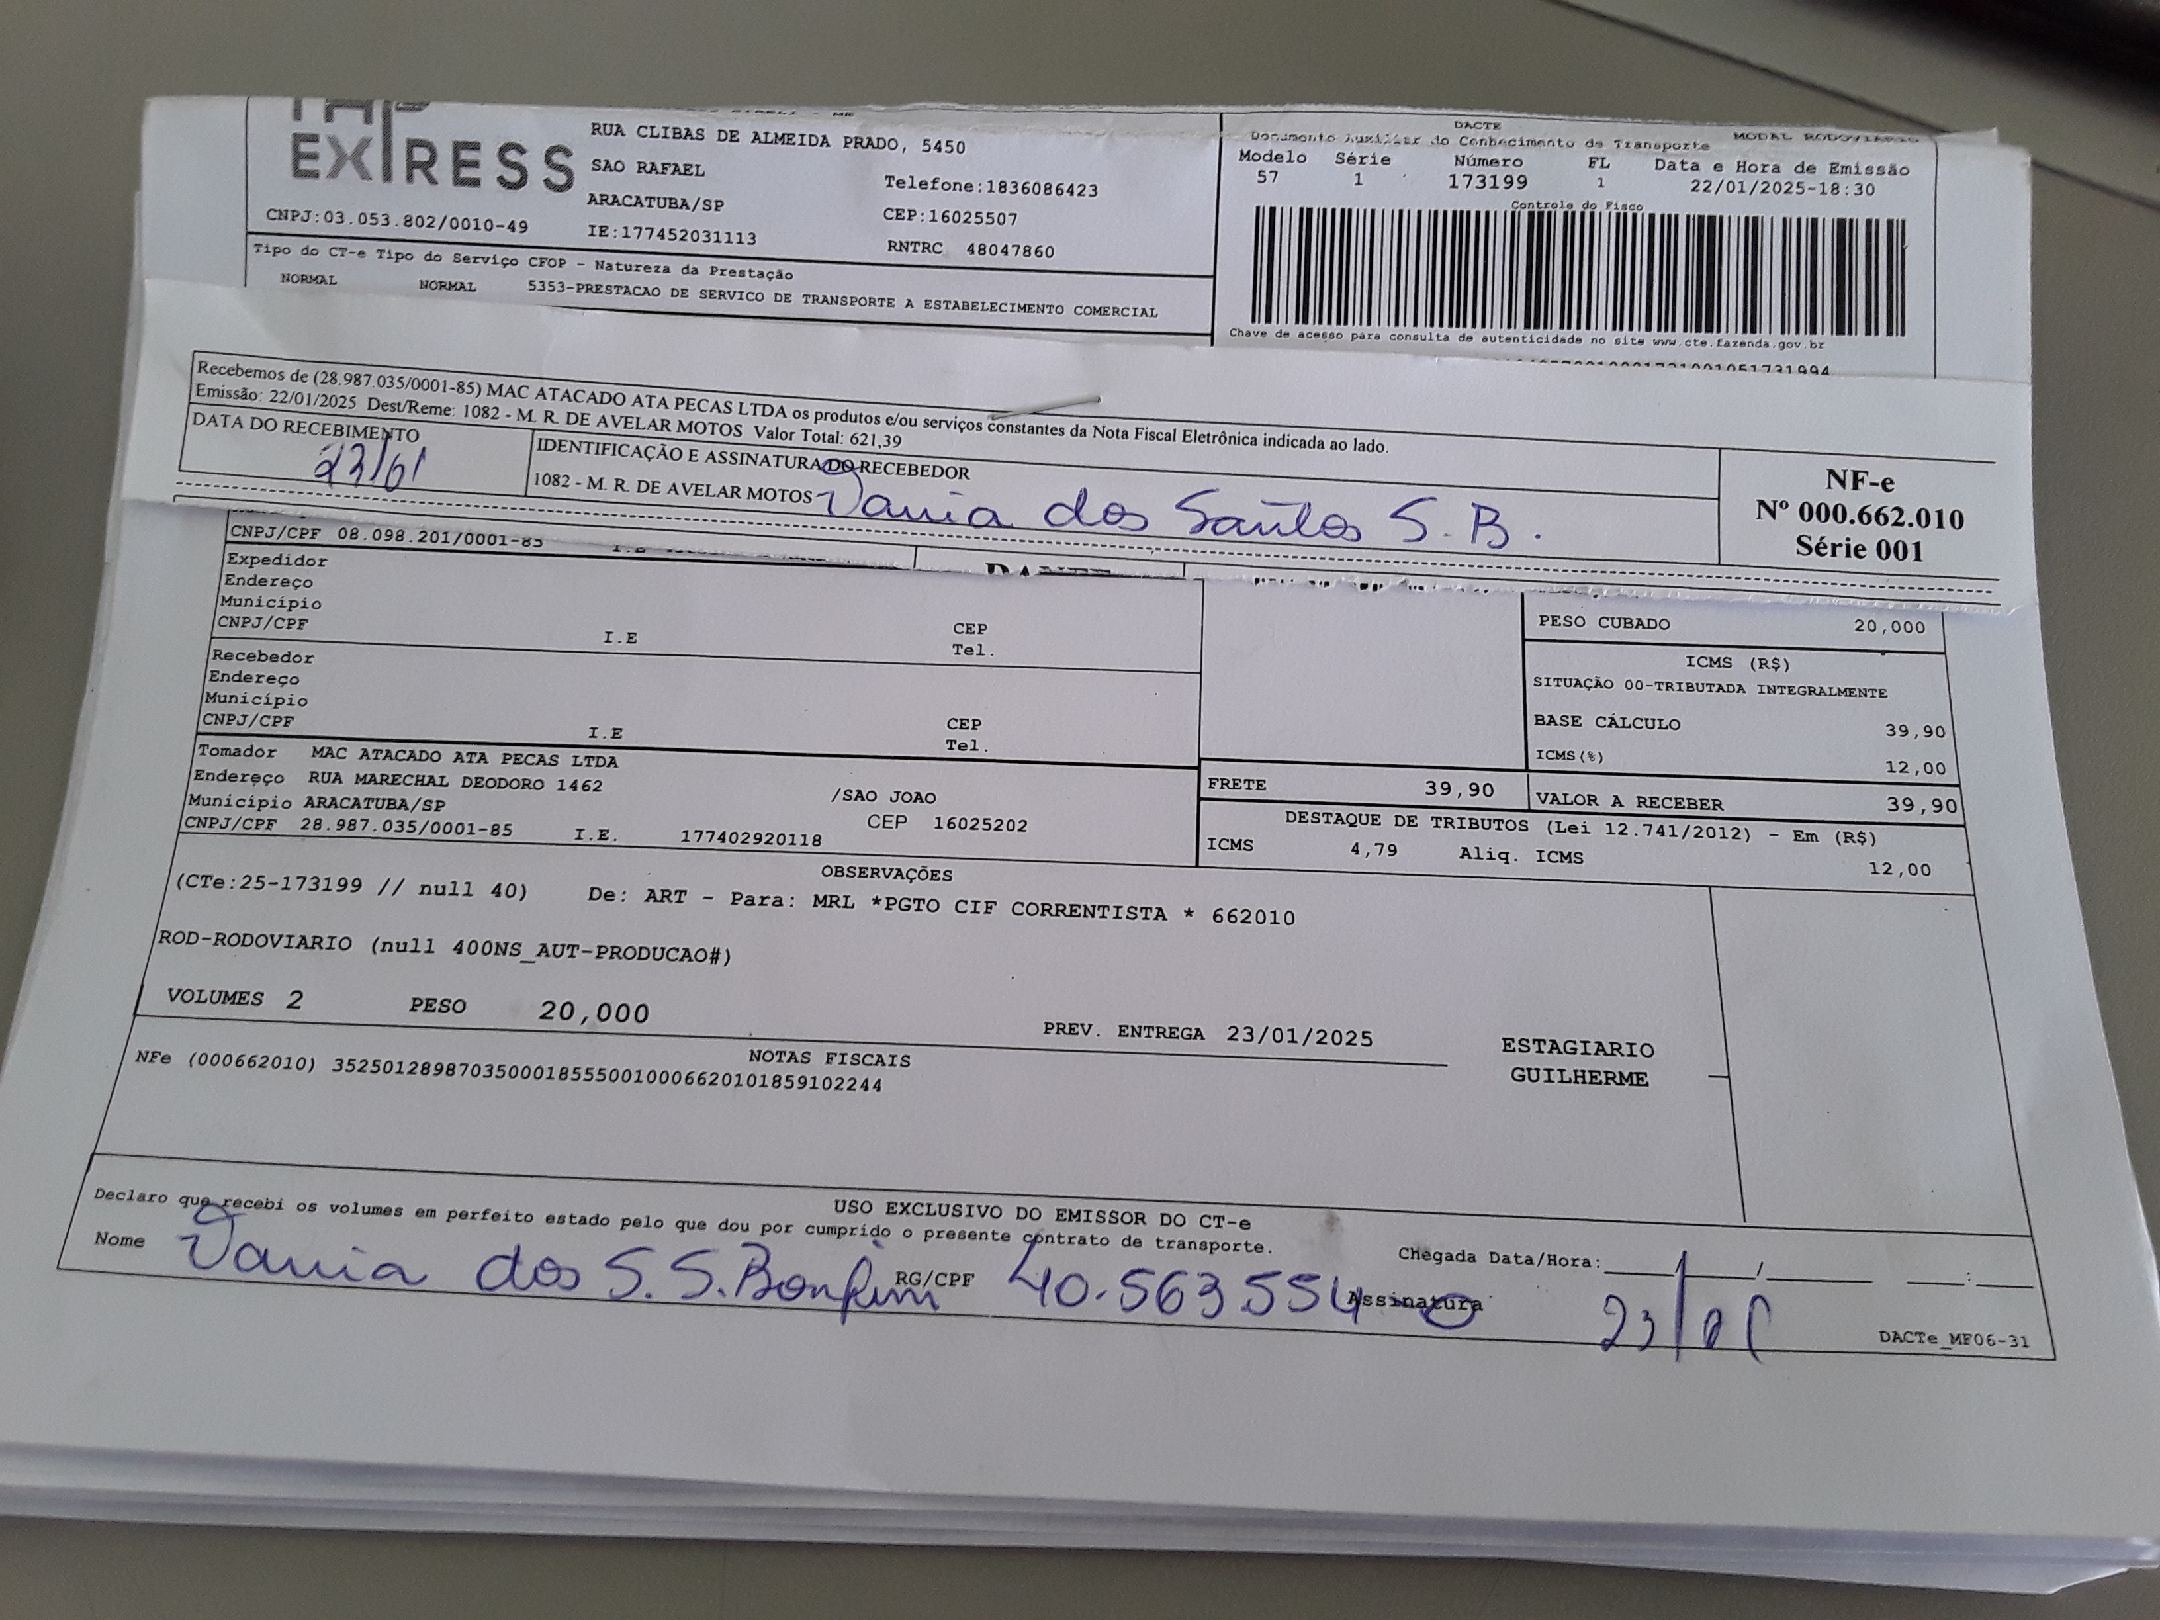 EXPRESS
RUA CLIBAS DE ALMEIDA PRADO, 5450
SAO RAFAEL
Telefone:1836086423
ARACATUBA/SP
CEP:16025507
CNPJ:03.053.802/0010-49
IE:177452031113
RNTRC 48047860
Tipo do CT-e Tipo do Serviço CFOP - Natureza da Prestação
NORMAL NORMAL 5353-PRESTACAO DE SERVICO DE TRANSPORTE A ESTABELECIMENTO COMERCIAL
DACTE
Documento Auxiliar do Conhecimento de Transporte
MODAL RODOVIARIO
Modelo Série Número FL Data e Hora de Emissão
57 1 173199 1 22/01/2025-18:30
Controle do Fisco
Chave de acesso para consulta de autenticidade no site www.cte.fazenda.gov.br
Recebemos de (28.987.035/0001-85) MAC ATACADO ATA PECAS LTDA os produtos e/ou serviços constantes da Nota Fiscal Eletrônica indicada ao lado.
Emissão: 22/01/2025 Dest/Reme: 1082 - M. R. DE AVELAR MOTOS Valor Total: 621,39
DATA DO RECEBIMENTO
23/01
IDENTIFICAÇÃO E ASSINATURA DO RECEBEDOR
1082 - M. R. DE AVELAR MOTOS Vania dos Santos S. B.
NF-e
Nº 000.662.010
Série 001
CNPJ/CPF 08.098.201/0001-85
Expedidor
Endereço
Município CEP
CNPJ/CPF I.E Tel.
Recebedor
Endereço
Município CEP
CNPJ/CPF I.E Tel.
Tomador MAC ATACADO ATA PECAS LTDA
Endereço RUA MARECHAL DEODORO 1462 /SAO JOAO
Município ARACATUBA/SP CEP 16025202
CNPJ/CPF 28.987.035/0001-85 I.E. 177402920118
PESO CUBADO 20,000
ICMS (R$)
SITUAÇÃO 00-TRIBUTADA INTEGRALMENTE
BASE CÁLCULO 39,90
ICMS(%) 12,00
FRETE 39,90 VALOR A RECEBER 39,90
DESTAQUE DE TRIBUTOS (Lei 12.741/2012) - Em (R$)
ICMS 4,79 Aliq. ICMS 12,00
OBSERVAÇÕES
(CTe:25-173199 // null 40) De: ART - Para: MRL *PGTO CIF CORRENTISTA * 662010
ROD-RODOVIARIO (null 400NS_AUT-PRODUCAO#)
VOLUMES 2 PESO 20,000 PREV. ENTREGA 23/01/2025
ESTAGIARIO
GUILHERME
NOTAS FISCAIS
NFe (000662010) 35250128987035000185550010006620101859102244
USO EXCLUSIVO DO EMISSOR DO CT-e
Declaro que recebi os volumes em perfeito estado pelo que dou por cumprido o presente contrato de transporte.
Chegada Data/Hora:____/____/____ __:__
Nome Vania dos S. S. Bonfim RG/CPF 40.563.554-0 Assinatura 23/01
DACTe_MF06-31